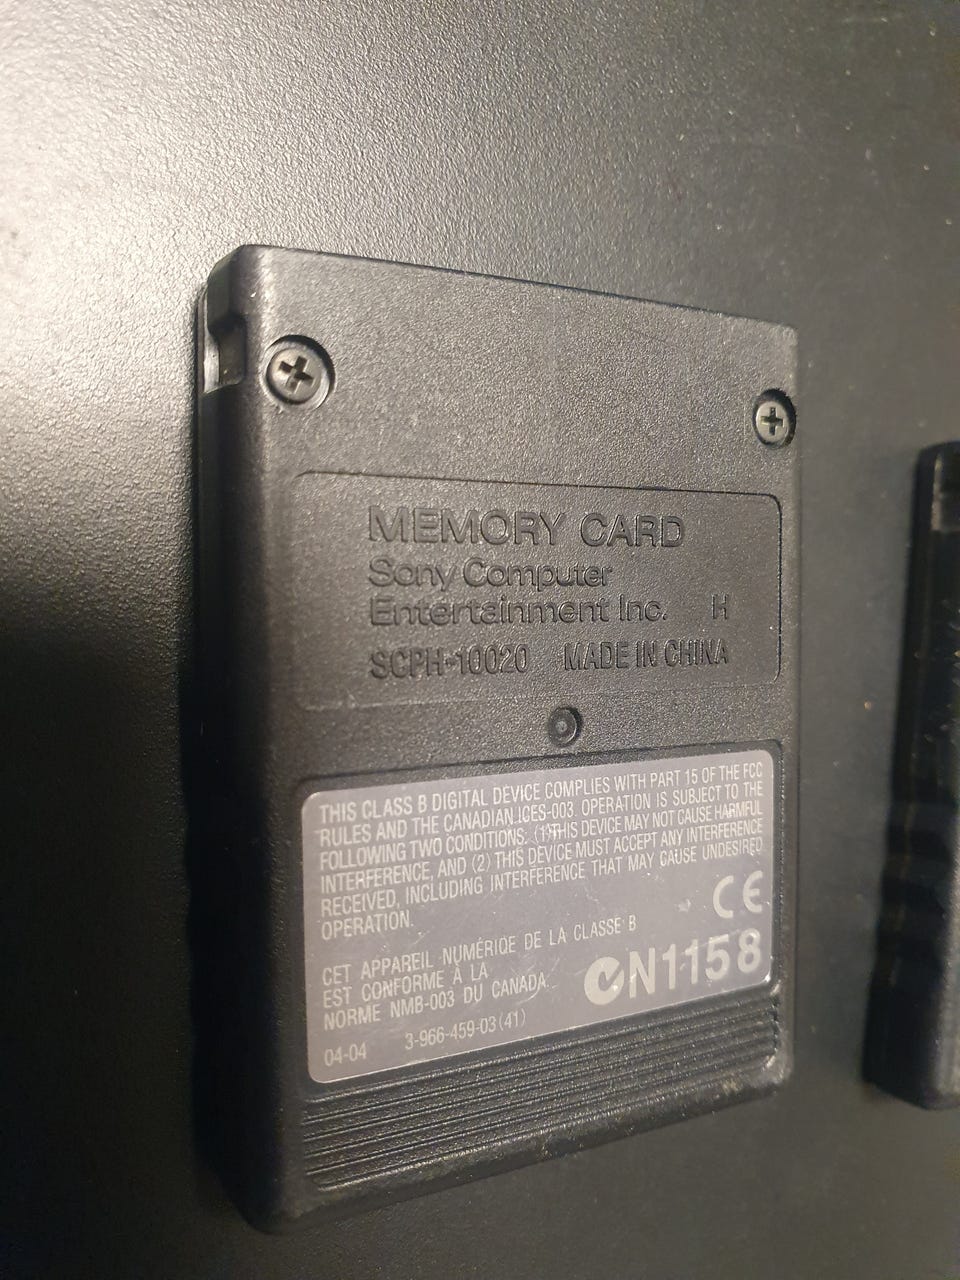 MEMORY CARD
Sony Computer
Entertainment Inc. H
SCPH-10020 MADE IN CHINA
THIS CLASS B DIGITAL DEVICE COMPLIES WITH PART 15 OF THE FCC
RULES AND THE CANADIAN ICES-003. OPERATION IS SUBJECT TO THE
FOLLOWING TWO CONDITIONS: (1)THIS DEVICE MAY NOT CAUSE HARMFUL
INTERFERENCE, AND (2) THIS DEVICE MUST ACCEPT ANY INTERFERENCE
RECEIVED, INCLUDING INTERFERENCE THAT MAY CAUSE UNDESIRED
OPERATION.
CE
CET APPAREIL NUMÉRIQE DE LA CLASSE B
EST CONFORME À LA
NORME NMB-003 DU CANADA.
N1158
04-04 3-966-459-03(41)